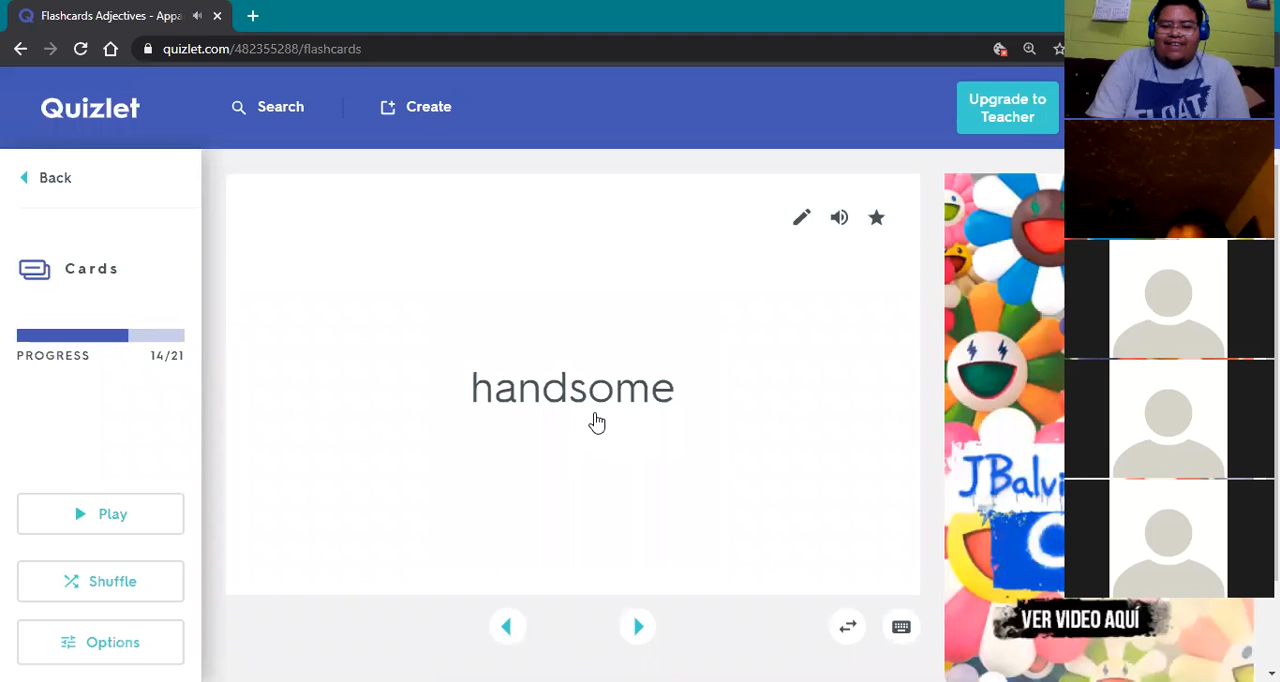 Flashcards Adjectives - Appa
quizlet.com/482355288/flashcards
Quizlet
Search
Create
Upgrade to
Teacher
Back
Cards
PROGRESS 14/21
handsome
Play
Shuffle
Options
FLOAT
JBalvi
VER VIDEO AQUÍ